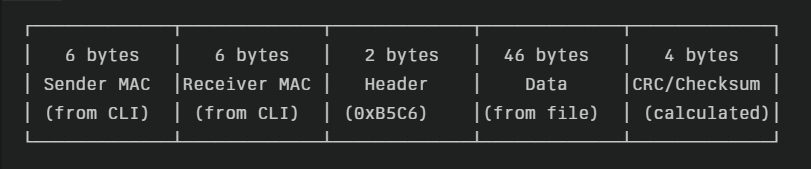 6 bytes 6 bytes 2 bytes 46 bytes 4 bytes
Sender MAC Receiver MAC Header Data CRC/Checksum
(from CLI) (from CLI) (0xB5C6) (from file) (calculated)